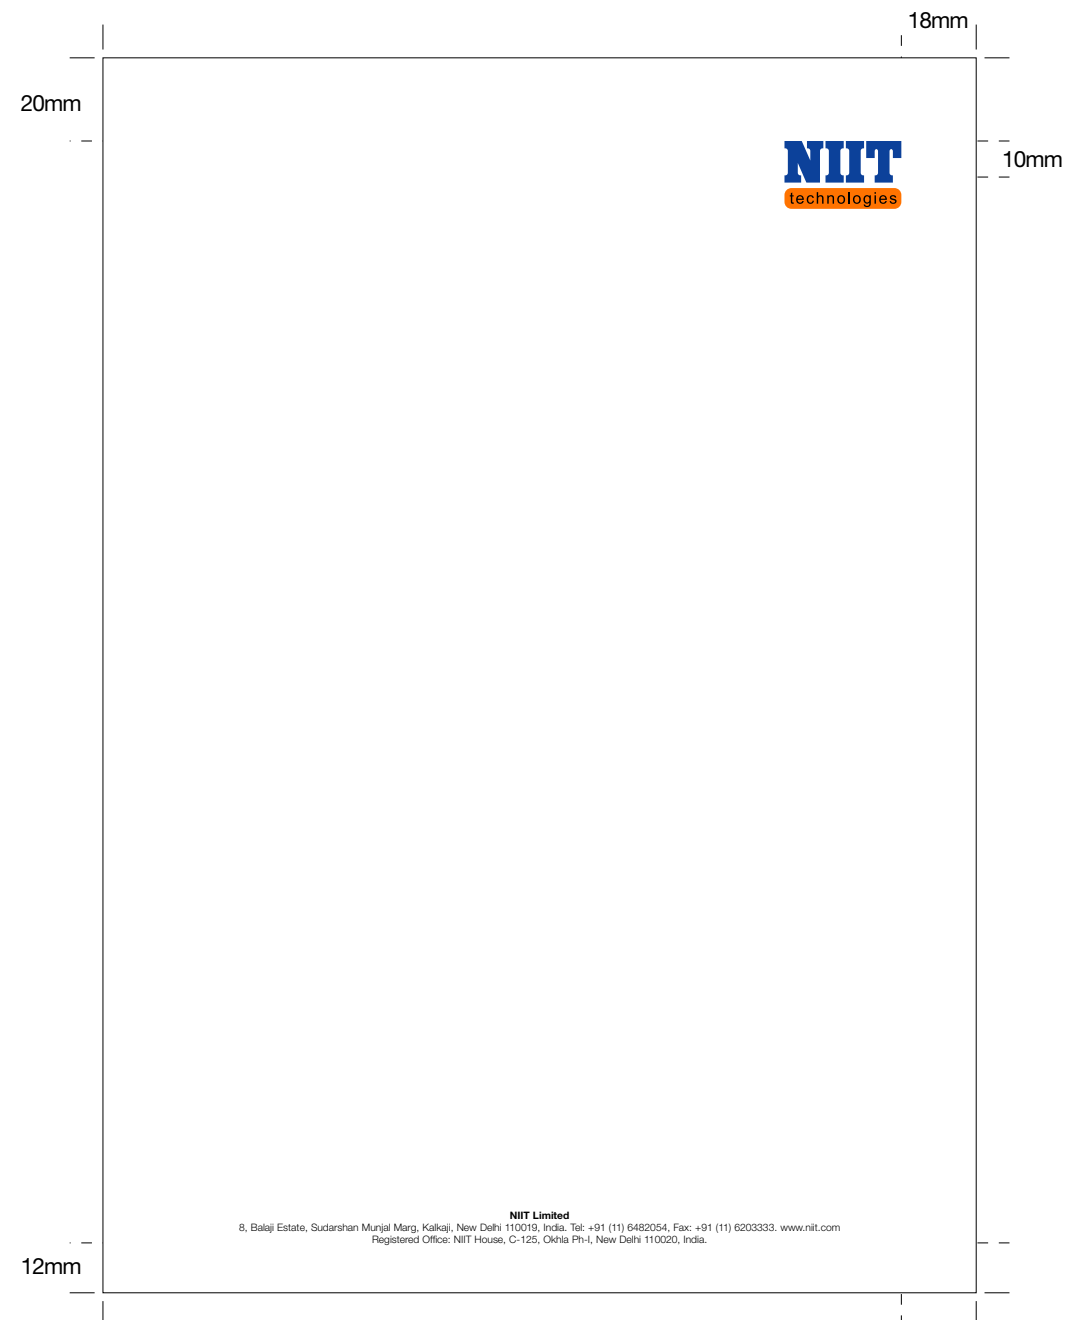 18mm
20mm
10mm
NIIT
technologies
NIIT Limited
8, Balaji Estate, Sudarshan Munjal Marg, Kalkaji, New Delhi 110019, India. Tel: +91 (11) 6482054, Fax: +91 (11) 6203333. www.niit.com
Registered Office: NIIT House, C-125, Okhla Ph-I, New Delhi 110020, India.
12mm